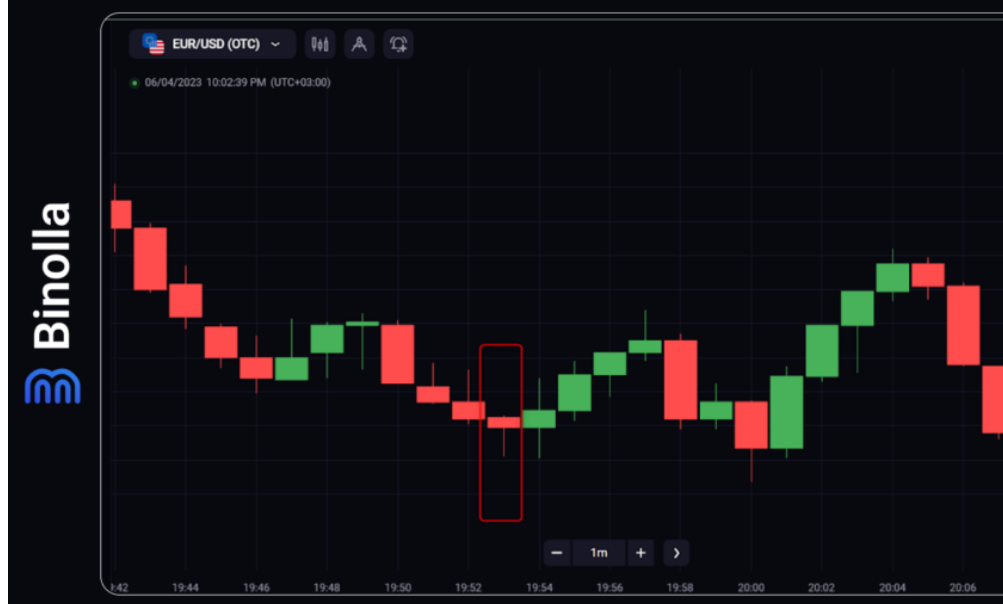 EUR/USD (OTC)
06/04/2023 10:02:39 PM (UTC+03:00)
Binolla
1m
:42 19:44 19:46 19:48 19:50 19:52 19:54 19:56 19:58 20:00 20:02 20:04 20:06